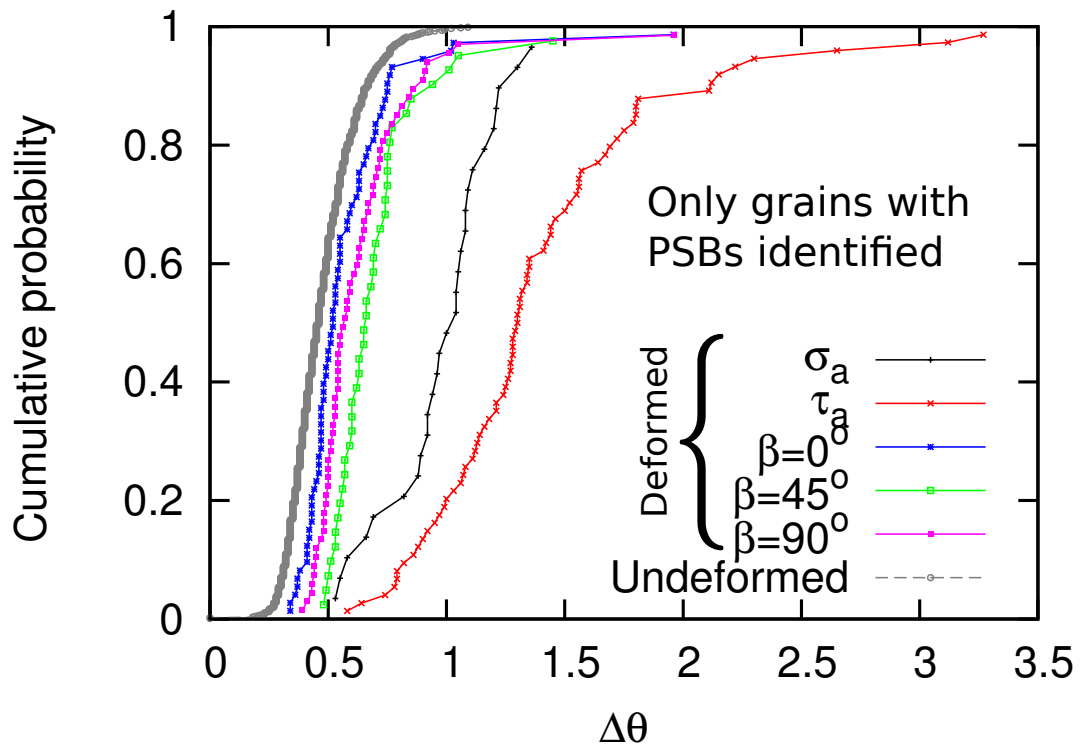 Cumulative probability
1
0.8
0.6
0.4
0.2
0
0 0.5 1 1.5 2 2.5 3 3.5
Δθ
Only grains with
PSBs identified
Deformed
σa
τa
β=0o
β=45o
β=90o
Undeformed